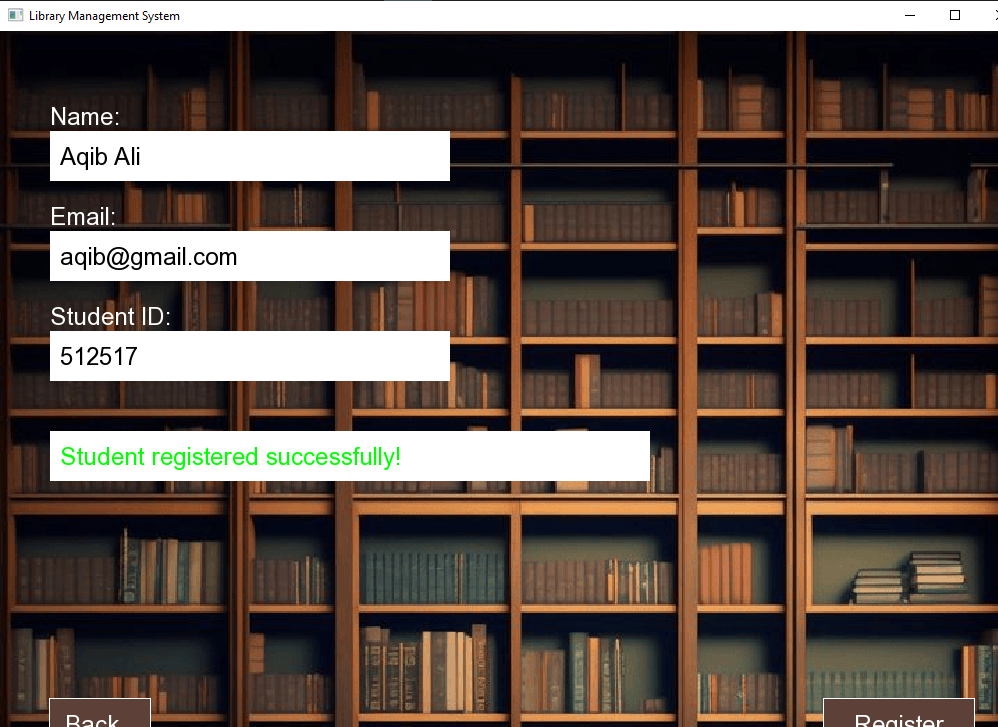 Library Management System
Name:
Aqib Ali
Email:
aqib@gmail.com
Student ID:
512517
Student registered successfully!
Back
Register